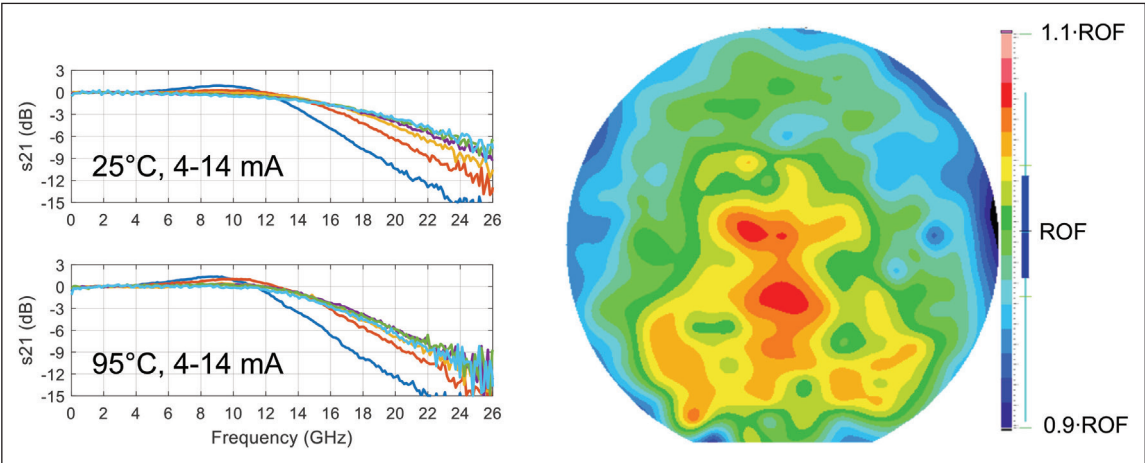 3
0
-3
-6
-9
-12
-15
s21 (dB)
25°C, 4-14 mA
0 2 4 6 8 10 12 14 16 18 20 22 24 26
3
0
-3
-6
-9
-12
-15
s21 (dB)
95°C, 4-14 mA
0 2 4 6 8 10 12 14 16 18 20 22 24 26
Frequency (GHz)
1.1·ROF
ROF
0.9·ROF